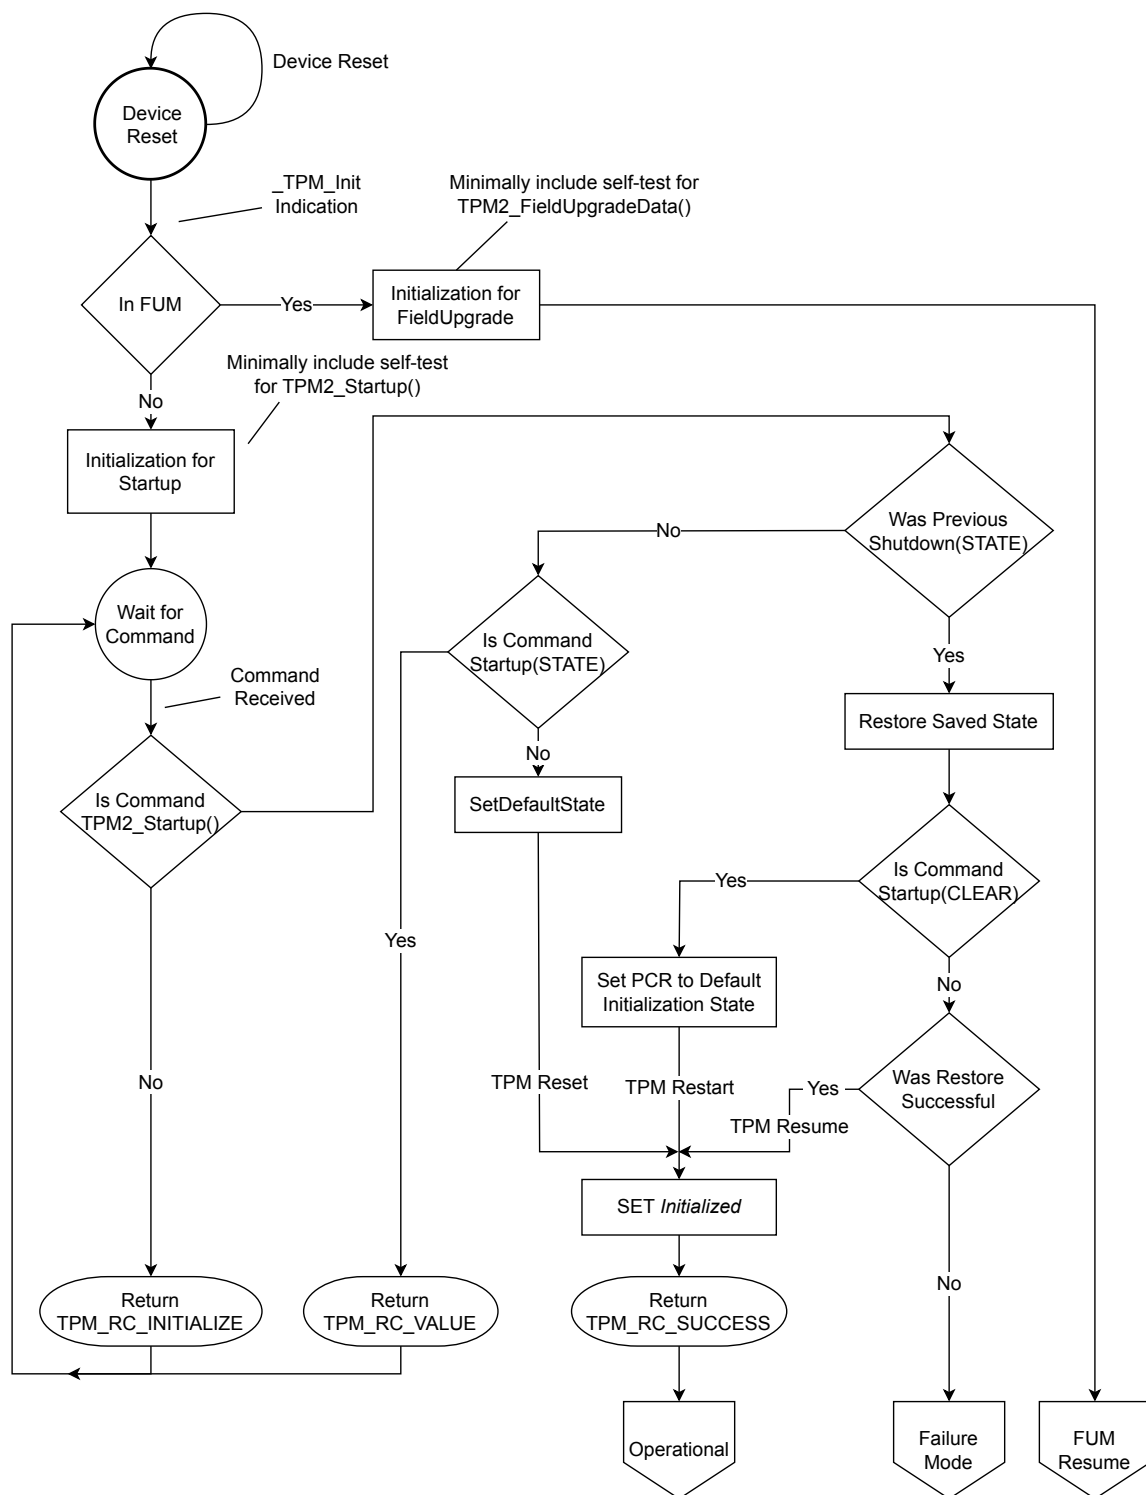 Device Reset
Device
Reset
_TPM_Init
Indication
Minimally include self-test for
TPM2_FieldUpgradeData()
In FUM
Yes
Initialization for
FieldUpgrade
Minimally include self-test
for TPM2_Startup()
No
Initialization for
Startup
Was Previous
Shutdown(STATE)
No
Wait for
Command
Is Command
Startup(STATE)
Yes
Command
Received
Restore Saved State
No
Is Command
TPM2_Startup()
SetDefaultState
Is Command
Startup(CLEAR)
Yes
Yes
Set PCR to Default
Initialization State
No
No
TPM Reset
TPM Restart
Yes
Was Restore
Successful
TPM Resume
SET Initialized
No
Return
TPM_RC_INITIALIZE
Return
TPM_RC_VALUE
Return
TPM_RC_SUCCESS
Operational
Failure
Mode
FUM
Resume